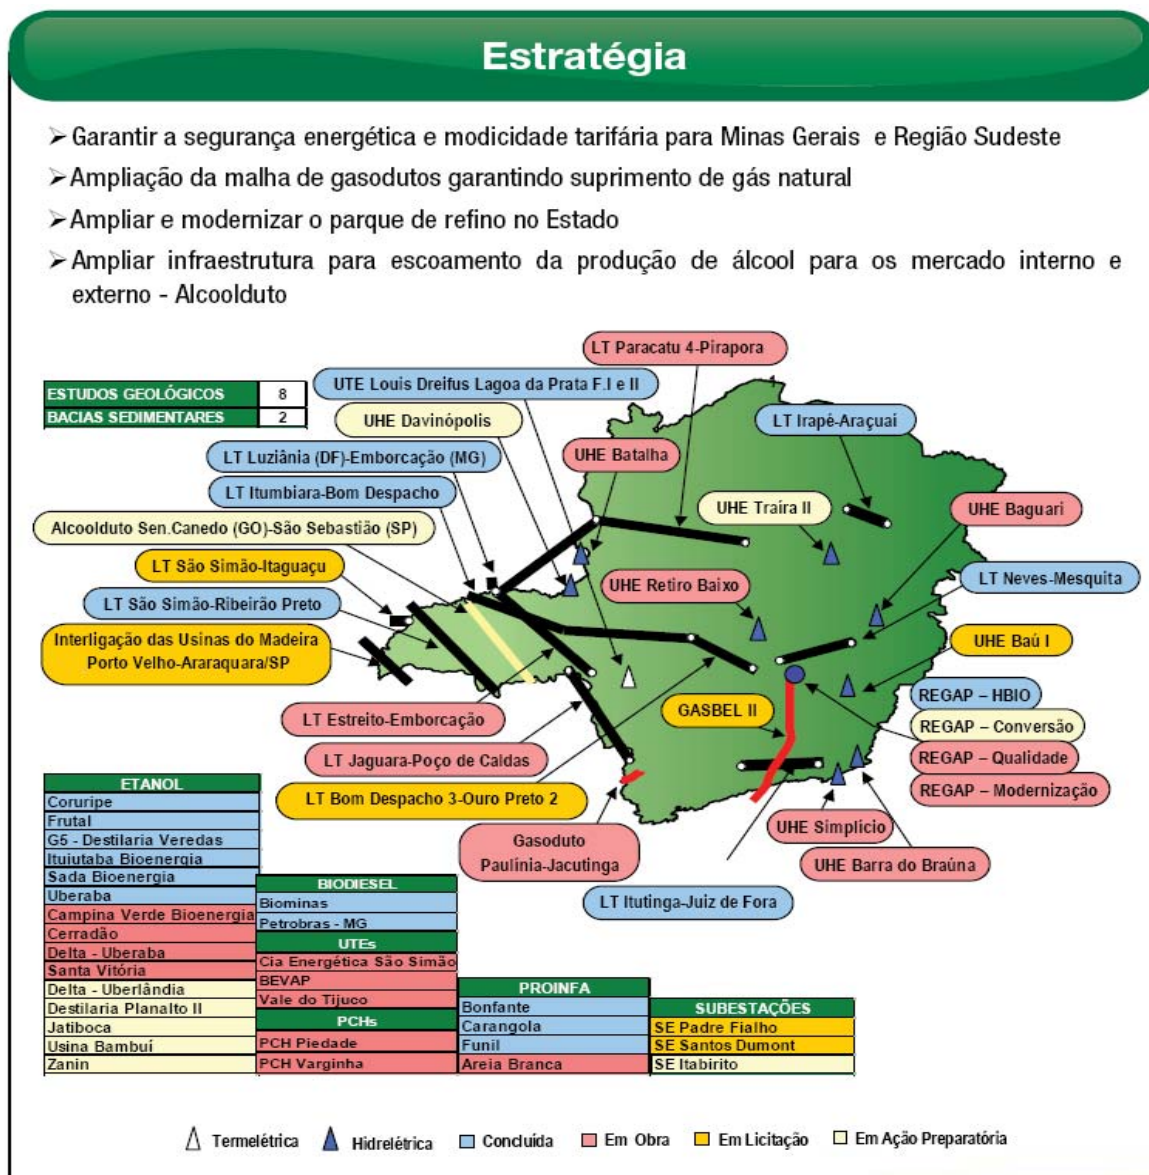 Estratégia
➢ Garantir a segurança energética e modicidade tarifária para Minas Gerais e Região Sudeste
➢ Ampliação da malha de gasodutos garantindo suprimento de gás natural
➢ Ampliar e modernizar o parque de refino no Estado
➢ Ampliar infraestrutura para escoamento da produção de álcool para os mercado interno e
externo - Alcoolduto
ESTUDOS GEOLÓGICOS 8
BACIAS SEDIMENTARES 2
LT Paracatu 4-Pirapora
UTE Louis Dreifus Lagoa da Prata F.I e II
UHE Davinópolis
LT Irapé-Araçuaí
LT Luziânia (DF)-Emborcação (MG)
UHE Batalha
LT Itumbiara-Bom Despacho
UHE Traíra II
UHE Baguari
Alcoolduto Sen.Canedo (GO)-São Sebastião (SP)
LT São Simão-Itaguaçu
UHE Retiro Baixo
LT Neves-Mesquita
LT São Simão-Ribeirão Preto
Interligação das Usinas do Madeira
Porto Velho-Araraquara/SP
UHE Baú I
REGAP – HBIO
GASBEL II
LT Estreito-Emborcação
REGAP – Conversão
LT Jaguara-Poço de Caldas
REGAP – Qualidade
REGAP – Modernização
LT Bom Despacho 3-Ouro Preto 2
UHE Simplício
Gasoduto
Paulínia-Jacutinga
UHE Barra do Braúna
LT Itutinga-Juiz de Fora
ETANOL
Coruripe
Frutal
G5 - Destilaria Veredas
Ituiutaba Bioenergia
Sada Bioenergia
Uberaba
Campina Verde Bioenergia
Cerradão
Delta - Uberaba
Santa Vitória
Delta - Uberlândia
Destilaria Planalto II
Jatiboca
Usina Bambuí
Zanin
BIODIESEL
Biominas
Petrobras - MG
UTEs
Cia Energética São Simão
BEVAP
Vale do Tijuco
PCHs
PCH Piedade
PCH Varginha
PROINFA
Bonfante
Carangola
Funil
Areia Branca
SUBESTAÇÕES
SE Padre Fialho
SE Santos Dumont
SE Itabirito
Termelétrica Hidrelétrica Concluída Em Obra Em Licitação Em Ação Preparatória